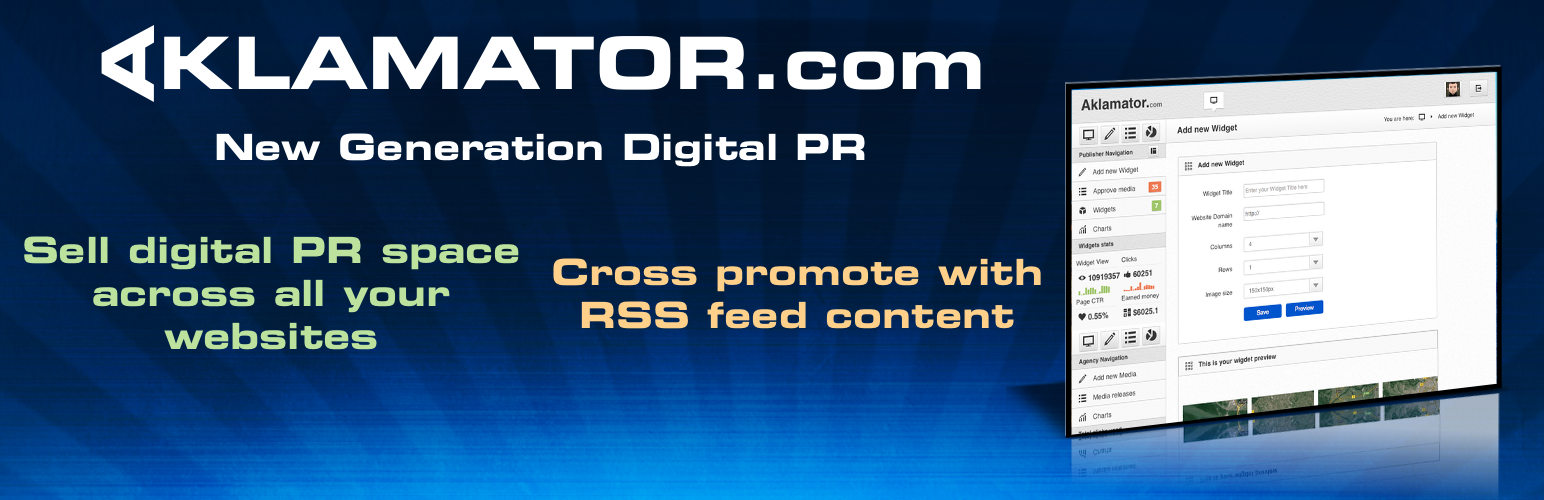 AKLAMATOR.com
New Generation Digital PR
Sell digital PR space
across all your
websites
Cross promote with
RSS feed content
Aklamator.com
Publisher Navigation
Add new Widget
Approve media 35
Widgets 7
Charts
Widgets stats
Widget View Clicks
10919357 60251
Page CTR Earned money
0.55% $6025.1
Agency Navigation
Add new Media
Media releases
Charts
Add new Widget
You are here: Add new Widget
Add new Widget
Widget Title Enter your Widget Title here
Website Domain name http://
Columns 4
Rows 1
Image size 150x150px
Save Preview
This is your wigdet preview